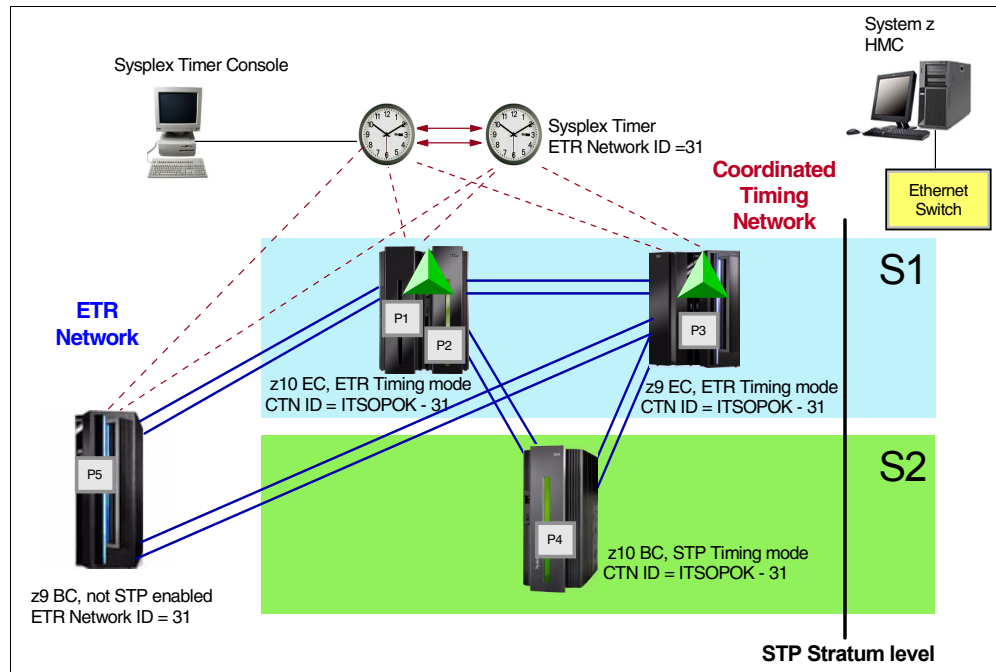 System z
HMC
Sysplex Timer Console
Sysplex Timer
ETR Network ID =31
Coordinated
Timing
Network
Ethernet
Switch
S1
ETR
Network
P1
P2
P3
z10 EC, ETR Timing mode
CTN ID = ITSOPOK - 31
z9 EC, ETR Timing mode
CTN ID = ITSOPOK - 31
S2
P5
P4
z10 BC, STP Timing mode
CTN ID = ITSOPOK - 31
z9 BC, not STP enabled
ETR Network ID = 31
STP Stratum level